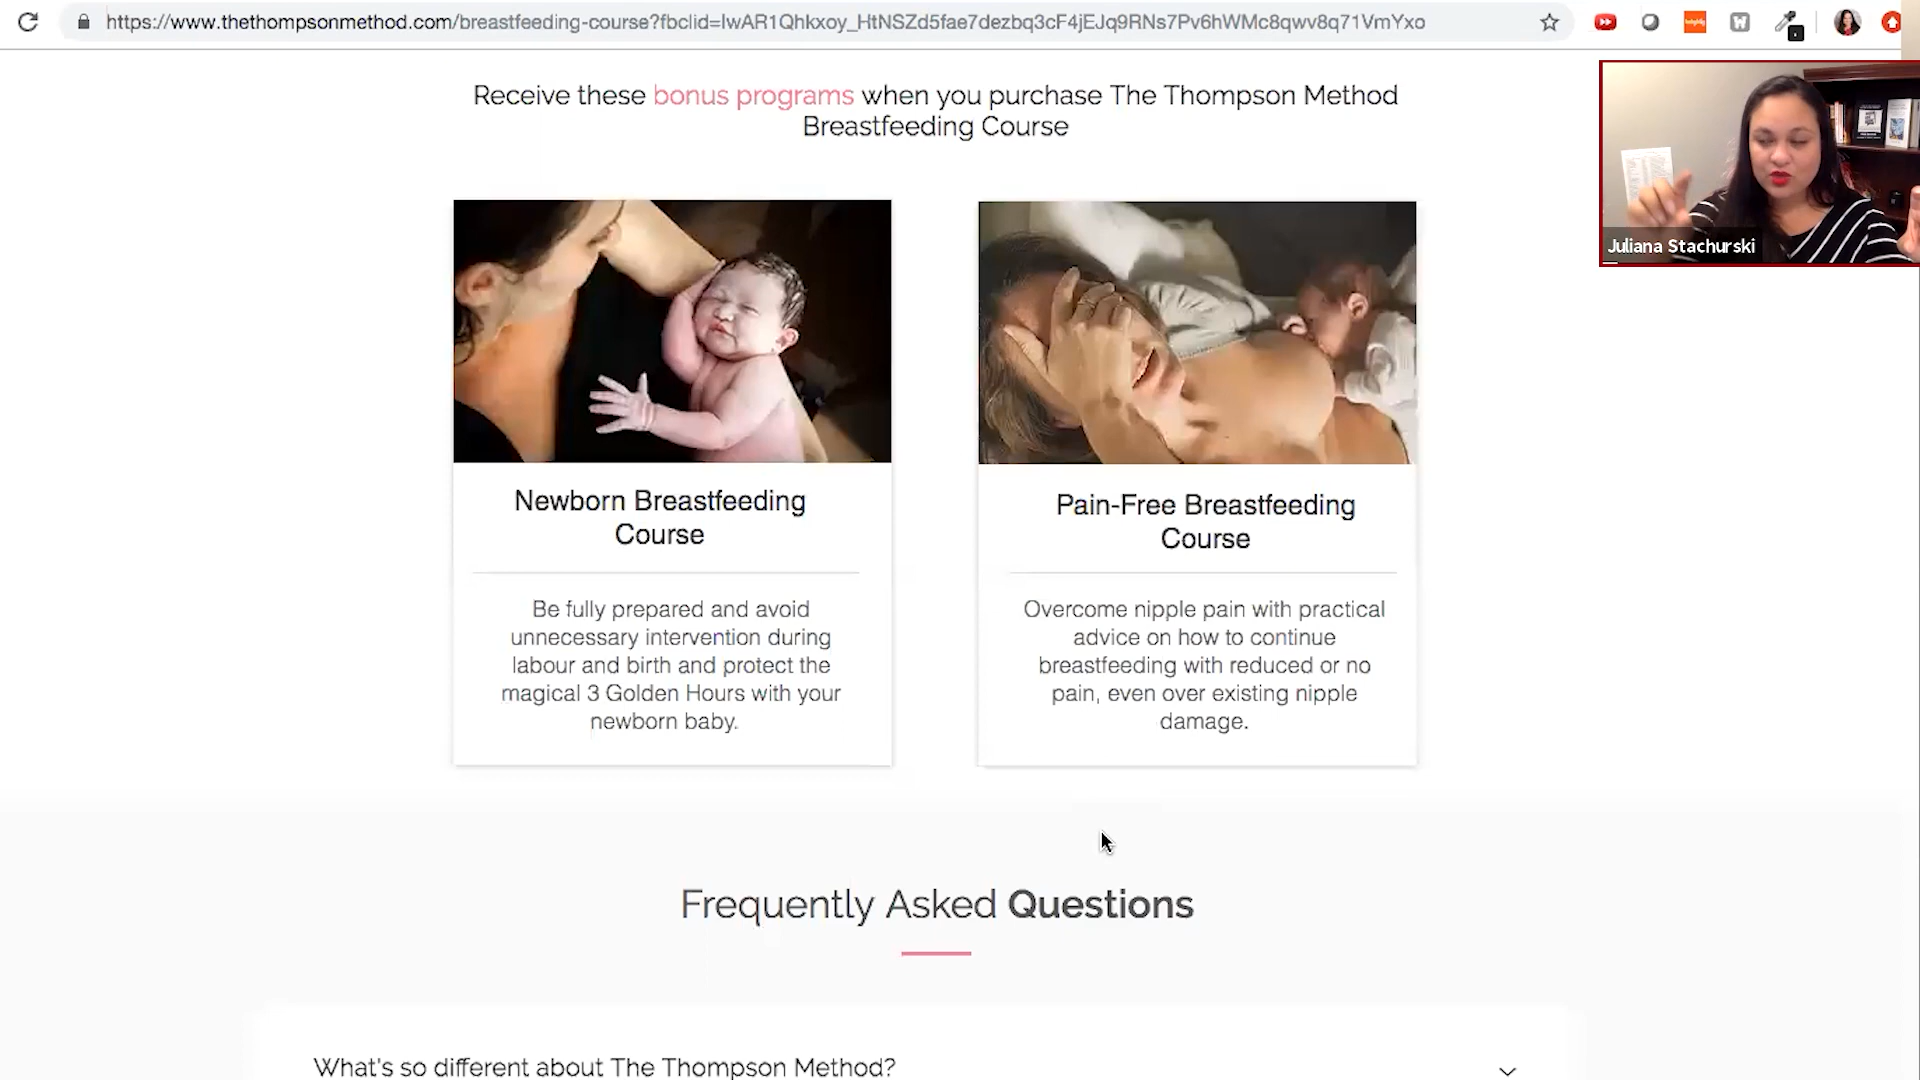 https://www.thethompsonmethod.com/breastfeeding-course?fbclid=IwAR1Qhkxoy_HtNSZd5fae7dezbq3cF4jEJq9RNs7Pv6hWMc8qwv8q71VmYxo
Receive these bonus programs when you purchase The Thompson Method
Breastfeeding Course
Juliana Stachurski
Newborn Breastfeeding
Course
Be fully prepared and avoid
unnecessary intervention during
labour and birth and protect the
magical 3 Golden Hours with your
newborn baby.
Pain-Free Breastfeeding
Course
Overcome nipple pain with practical
advice on how to continue
breastfeeding with reduced or no
pain, even over existing nipple
damage.
Frequently Asked Questions
What's so different about The Thompson Method?